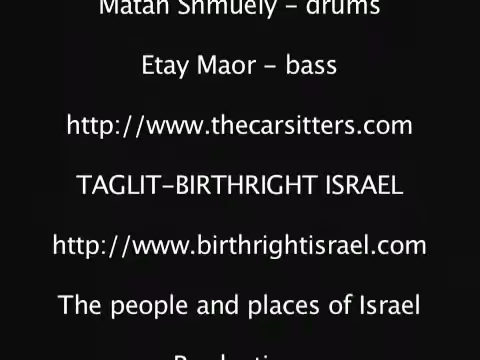 Matan Shmuely – drums
Etay Maor – bass
http://www.thecarsitters.com
TAGLIT–BIRTHRIGHT ISRAEL
http://www.birthrightisrael.com
The people and places of Israel